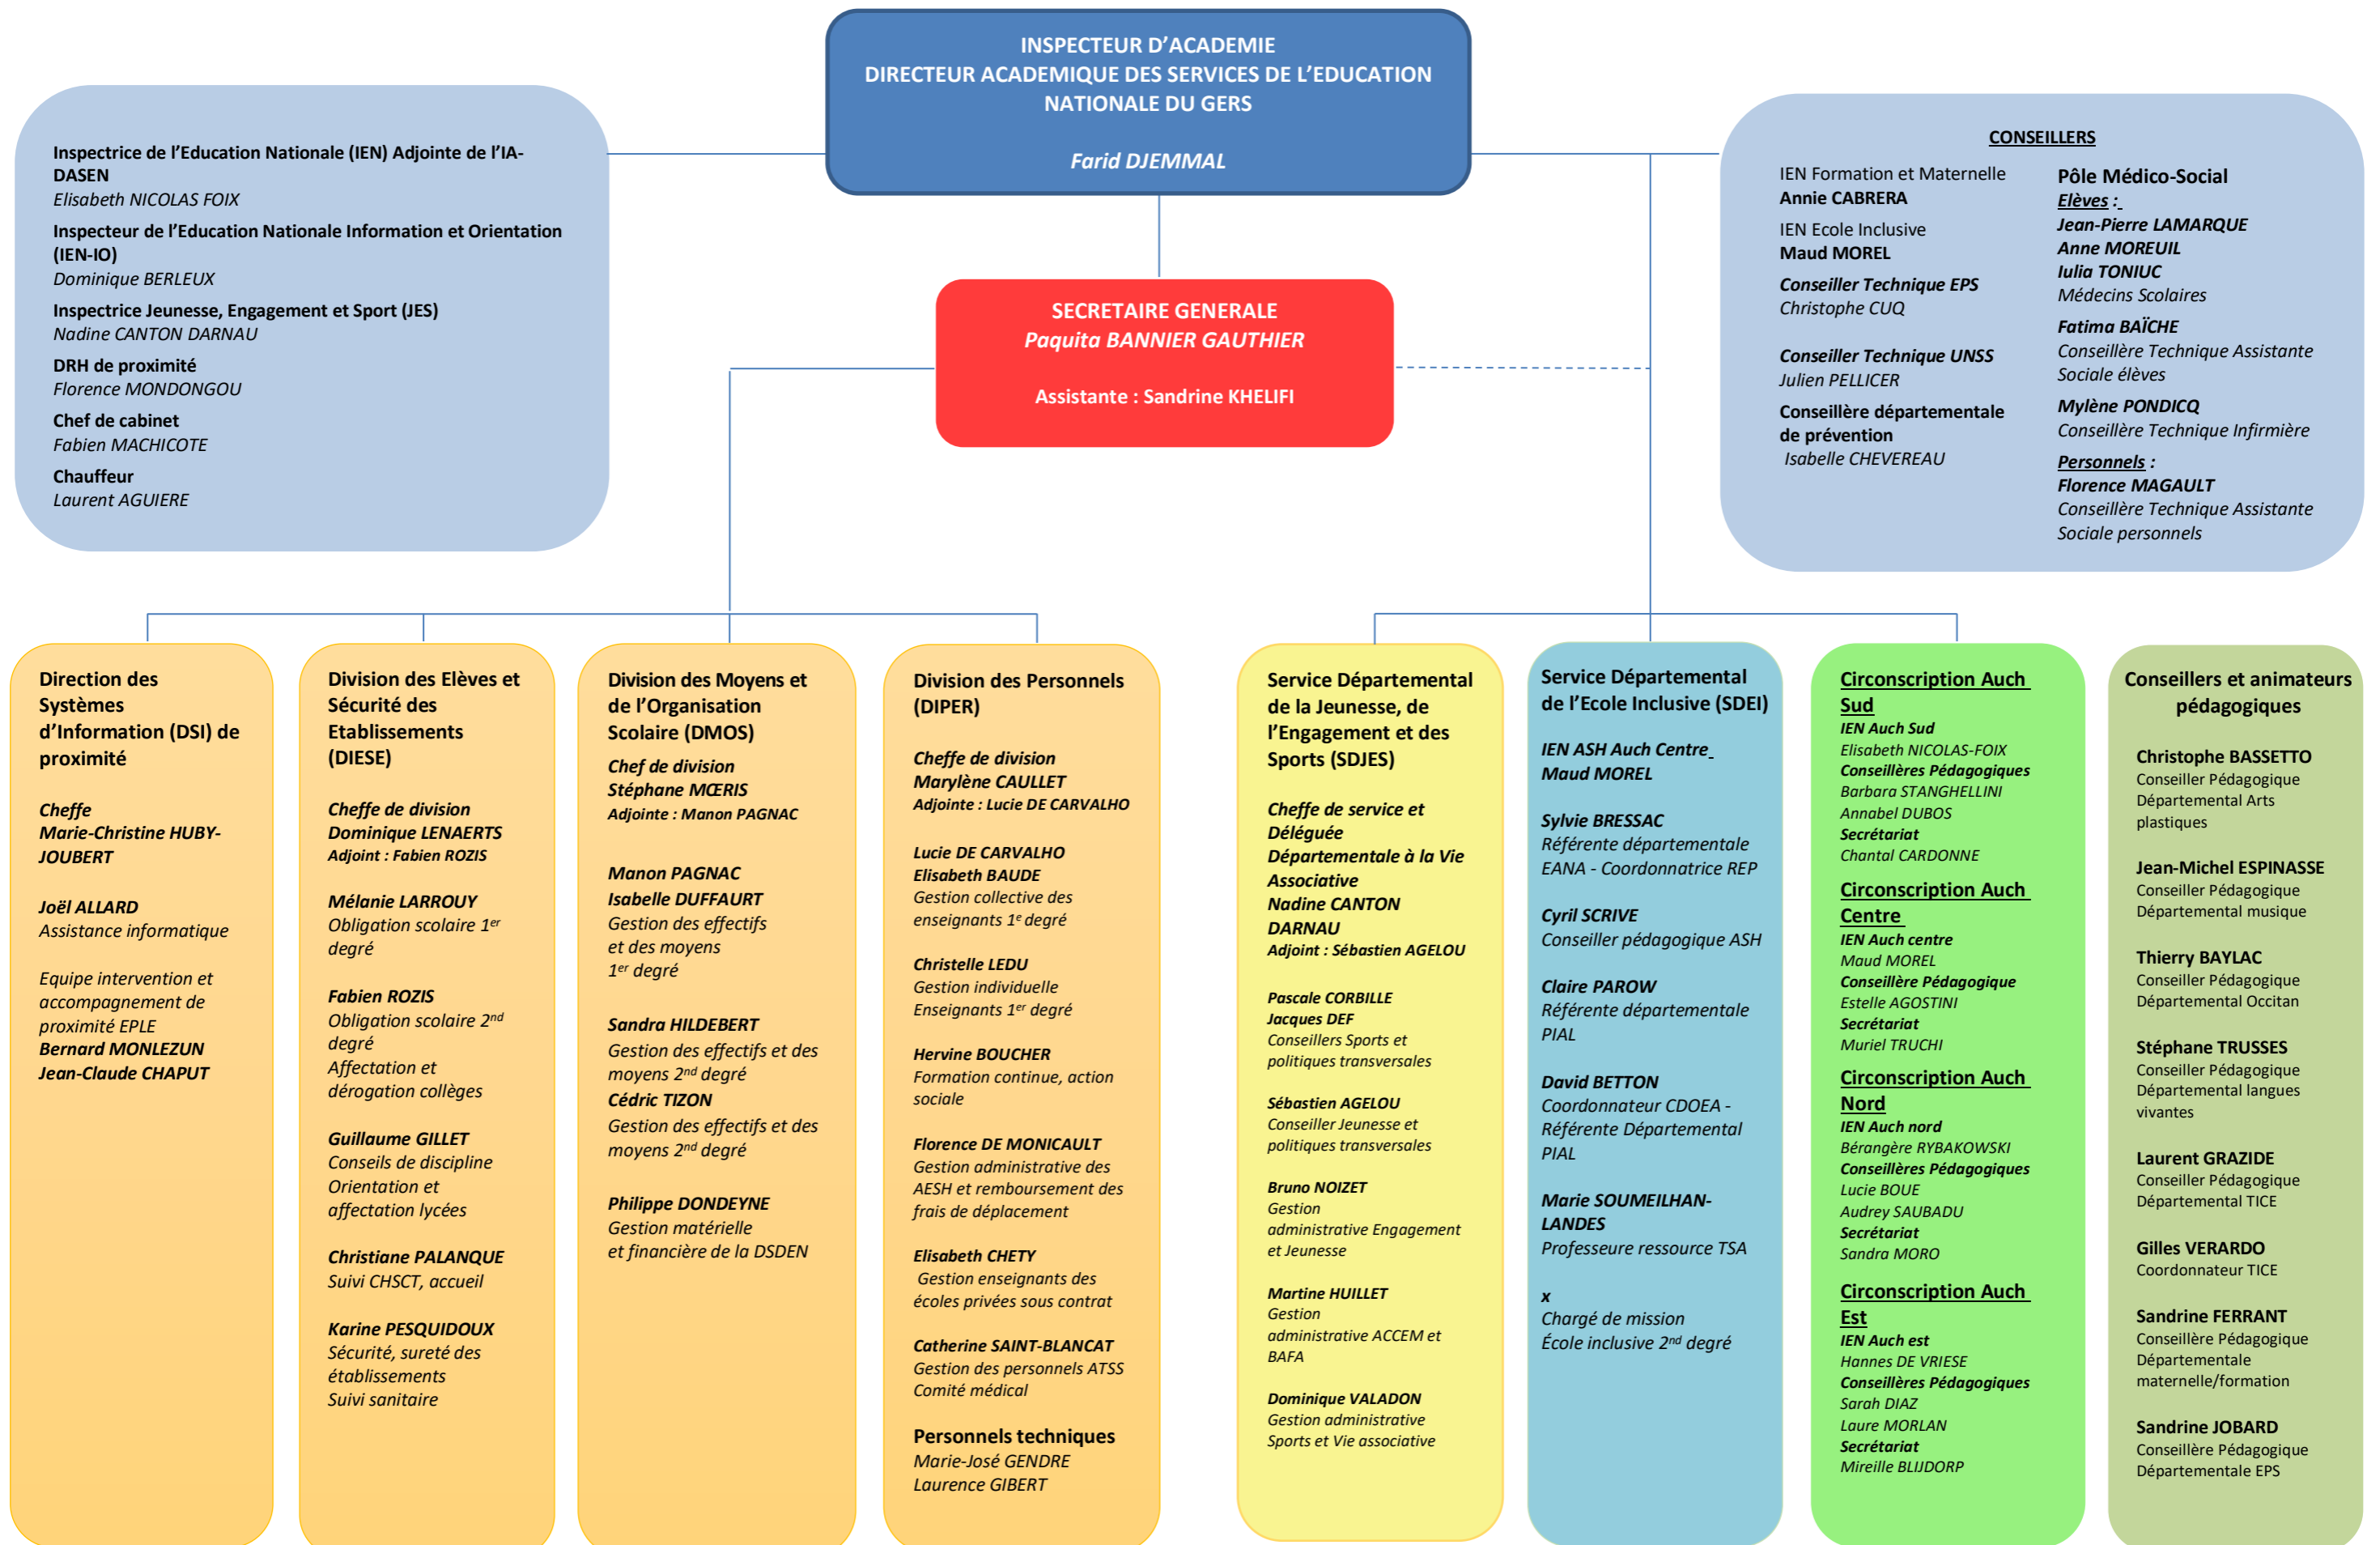 INSPECTEUR D’ACADEMIE
DIRECTEUR ACADEMIQUE DES SERVICES DE L’EDUCATION
NATIONALE DU GERS
Farid DJEMMAL
Inspectrice de l’Education Nationale (IEN) Adjointe de l’IA-
DASEN
Elisabeth NICOLAS FOIX
Inspecteur de l’Education Nationale Information et Orientation
(IEN-IO)
Dominique BERLEUX
Inspectrice Jeunesse, Engagement et Sport (JES)
Nadine CANTON DARNAU
DRH de proximité
Florence MONDONGOU
Chef de cabinet
Fabien MACHICOTE
Chauffeur
Laurent AGUIERE
SECRETAIRE GENERALE
Paquita BANNIER GAUTHIER
Assistante : Sandrine KHELIFI
CONSEILLERS
IEN Formation et Maternelle
Annie CABRERA
IEN Ecole Inclusive
Maud MOREL
Conseiller Technique EPS
Christophe CUQ
Conseiller Technique UNSS
Julien PELLICER
Conseillère départementale
de prévention
Isabelle CHEVEREAU
Pôle Médico-Social
Elèves :
Jean-Pierre LAMARQUE
Anne MOREUIL
Iulia TONIUC
Médecins Scolaires
Fatima BAÏCHE
Conseillère Technique Assistante
Sociale élèves
Mylène PONDICQ
Conseillère Technique Infirmière
Personnels :
Florence MAGAULT
Conseillère Technique Assistante
Sociale personnels
Direction des
Systèmes
d’Information (DSI) de
proximité
Cheffe
Marie-Christine HUBY-
JOUBERT
Joël ALLARD
Assistance informatique
Equipe intervention et
accompagnement de
proximité EPLE
Bernard MONLEZUN
Jean-Claude CHAPUT
Division des Elèves et
Sécurité des
Etablissements
(DIESE)
Cheffe de division
Dominique LENAERTS
Adjoint : Fabien ROZIS
Mélanie LARROUY
Obligation scolaire 1er
degré
Fabien ROZIS
Obligation scolaire 2nd
degré
Affectation et
dérogation collèges
Guillaume GILLET
Conseils de discipline
Orientation et
affectation lycées
Christiane PALANQUE
Suivi CHSCT, accueil
Karine PESQUIDOUX
Sécurité, sureté des
établissements
Suivi sanitaire
Division des Moyens et
de l’Organisation
Scolaire (DMOS)
Chef de division
Stéphane MŒRIS
Adjointe : Manon PAGNAC
Manon PAGNAC
Isabelle DUFFAURT
Gestion des effectifs
et des moyens
1er degré
Sandra HILDEBERT
Gestion des effectifs et des
moyens 2nd degré
Cédric TIZON
Gestion des effectifs et des
moyens 2nd degré
Philippe DONDEYNE
Gestion matérielle
et financière de la DSDEN
Division des Personnels
(DIPER)
Cheffe de division
Marylène CAULLET
Adjointe : Lucie DE CARVALHO
Lucie DE CARVALHO
Elisabeth BAUDE
Gestion collective des
enseignants 1e degré
Christelle LEDU
Gestion individuelle
Enseignants 1er degré
Hervine BOUCHER
Formation continue, action
sociale
Florence DE MONICAULT
Gestion administrative des
AESH et remboursement des
frais de déplacement
Elisabeth CHETY
Gestion enseignants des
écoles privées sous contrat
Catherine SAINT-BLANCAT
Gestion des personnels ATSS
Comité médical
Personnels techniques
Marie-José GENDRE
Laurence GIBERT
Service Départemental
de la Jeunesse, de
l’Engagement et des
Sports (SDJES)
Cheffe de service et
Déléguée
Départementale à la Vie
Associative
Nadine CANTON
DARNAU
Adjoint : Sébastien AGELOU
Pascale CORBILLE
Jacques DEF
Conseillers Sports et
politiques transversales
Sébastien AGELOU
Conseiller Jeunesse et
politiques transversales
Bruno NOIZET
Gestion
administrative Engagement
et Jeunesse
Martine HUILLET
Gestion
administrative ACCEM et
BAFA
Dominique VALADON
Gestion administrative
Sports et Vie associative
Service Départemental
de l’Ecole Inclusive (SDEI)
IEN ASH Auch Centre
Maud MOREL
Sylvie BRESSAC
Référente départementale
EANA - Coordonnatrice REP
Cyril SCRIVE
Conseiller pédagogique ASH
Claire PAROW
Référente départementale
PIAL
David BETTON
Coordonnateur CDOEA -
Référente Départemental
PIAL
Marie SOUMEILHAN-
LANDES
Professeure ressource TSA
x
Chargé de mission
École inclusive 2nd degré
Circonscription Auch
Sud
IEN Auch Sud
Elisabeth NICOLAS-FOIX
Conseillères Pédagogiques
Barbara STANGHELLINI
Annabel DUBOS
Secrétariat
Chantal CARDONNE
Circonscription Auch
Centre
IEN Auch centre
Maud MOREL
Conseillère Pédagogique
Estelle AGOSTINI
Secrétariat
Muriel TRUCHI
Circonscription Auch
Nord
IEN Auch nord
Bérangère RYBAKOWSKI
Conseillères Pédagogiques
Lucie BOUE
Audrey SAUBADU
Secrétariat
Sandra MORO
Circonscription Auch
Est
IEN Auch est
Hannes DE VRIESE
Conseillères Pédagogiques
Sarah DIAZ
Laure MORLAN
Secrétariat
Mireille BLIJDORP
Conseillers et animateurs
pédagogiques
Christophe BASSETTO
Conseiller Pédagogique
Départemental Arts
plastiques
Jean-Michel ESPINASSE
Conseiller Pédagogique
Départemental musique
Thierry BAYLAC
Conseiller Pédagogique
Départemental Occitan
Stéphane TRUSSES
Conseiller Pédagogique
Départemental langues
vivantes
Laurent GRAZIDE
Conseiller Pédagogique
Départemental TICE
Gilles VERARDO
Coordonnateur TICE
Sandrine FERRANT
Conseillère Pédagogique
Départementale
maternelle/formation
Sandrine JOBARD
Conseillère Pédagogique
Départementale EPS